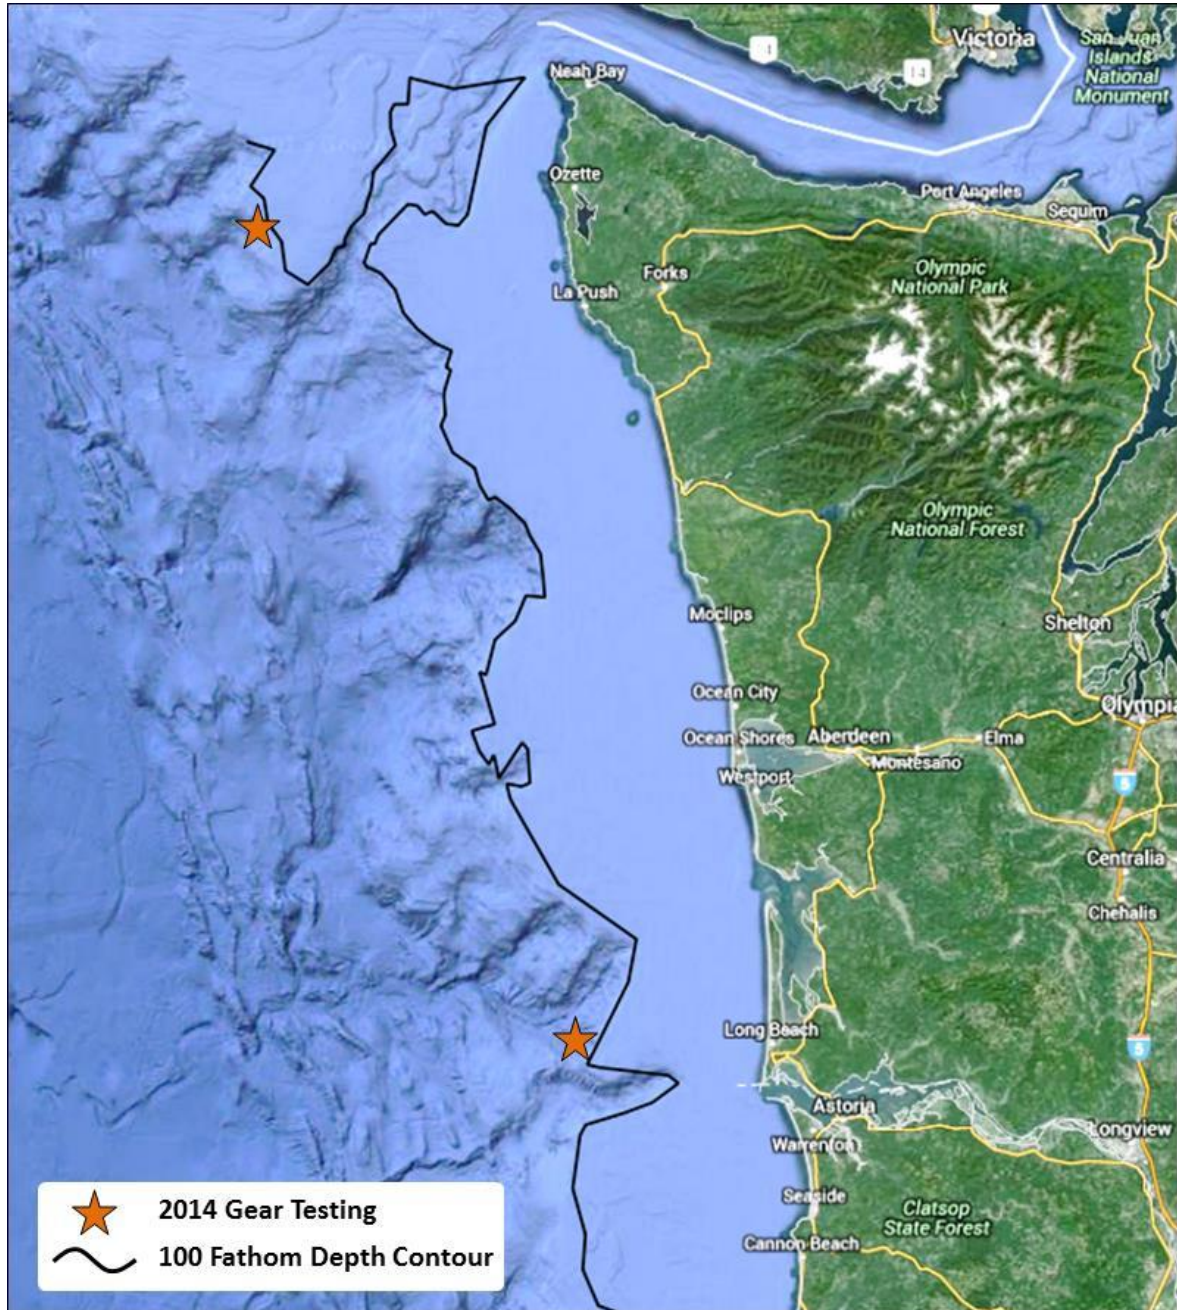 Victoria
14
14
San Juan
Islands
National
Monument
Neah Bay
Ozette
Port Angeles
Sequim
Forks
Olympic
National Park
La Push
Olympic
National Forest
Moclips
Shelton
Ocean City
Olympia
Ocean Shores
Aberdeen
Elma
Montesano
Westport
5
Centralia
Chehalis
Long Beach
5
Astoria
Longview
Warrenton
Seaside
Clatsop
State Forest
Cannon Beach
2014 Gear Testing
100 Fathom Depth Contour